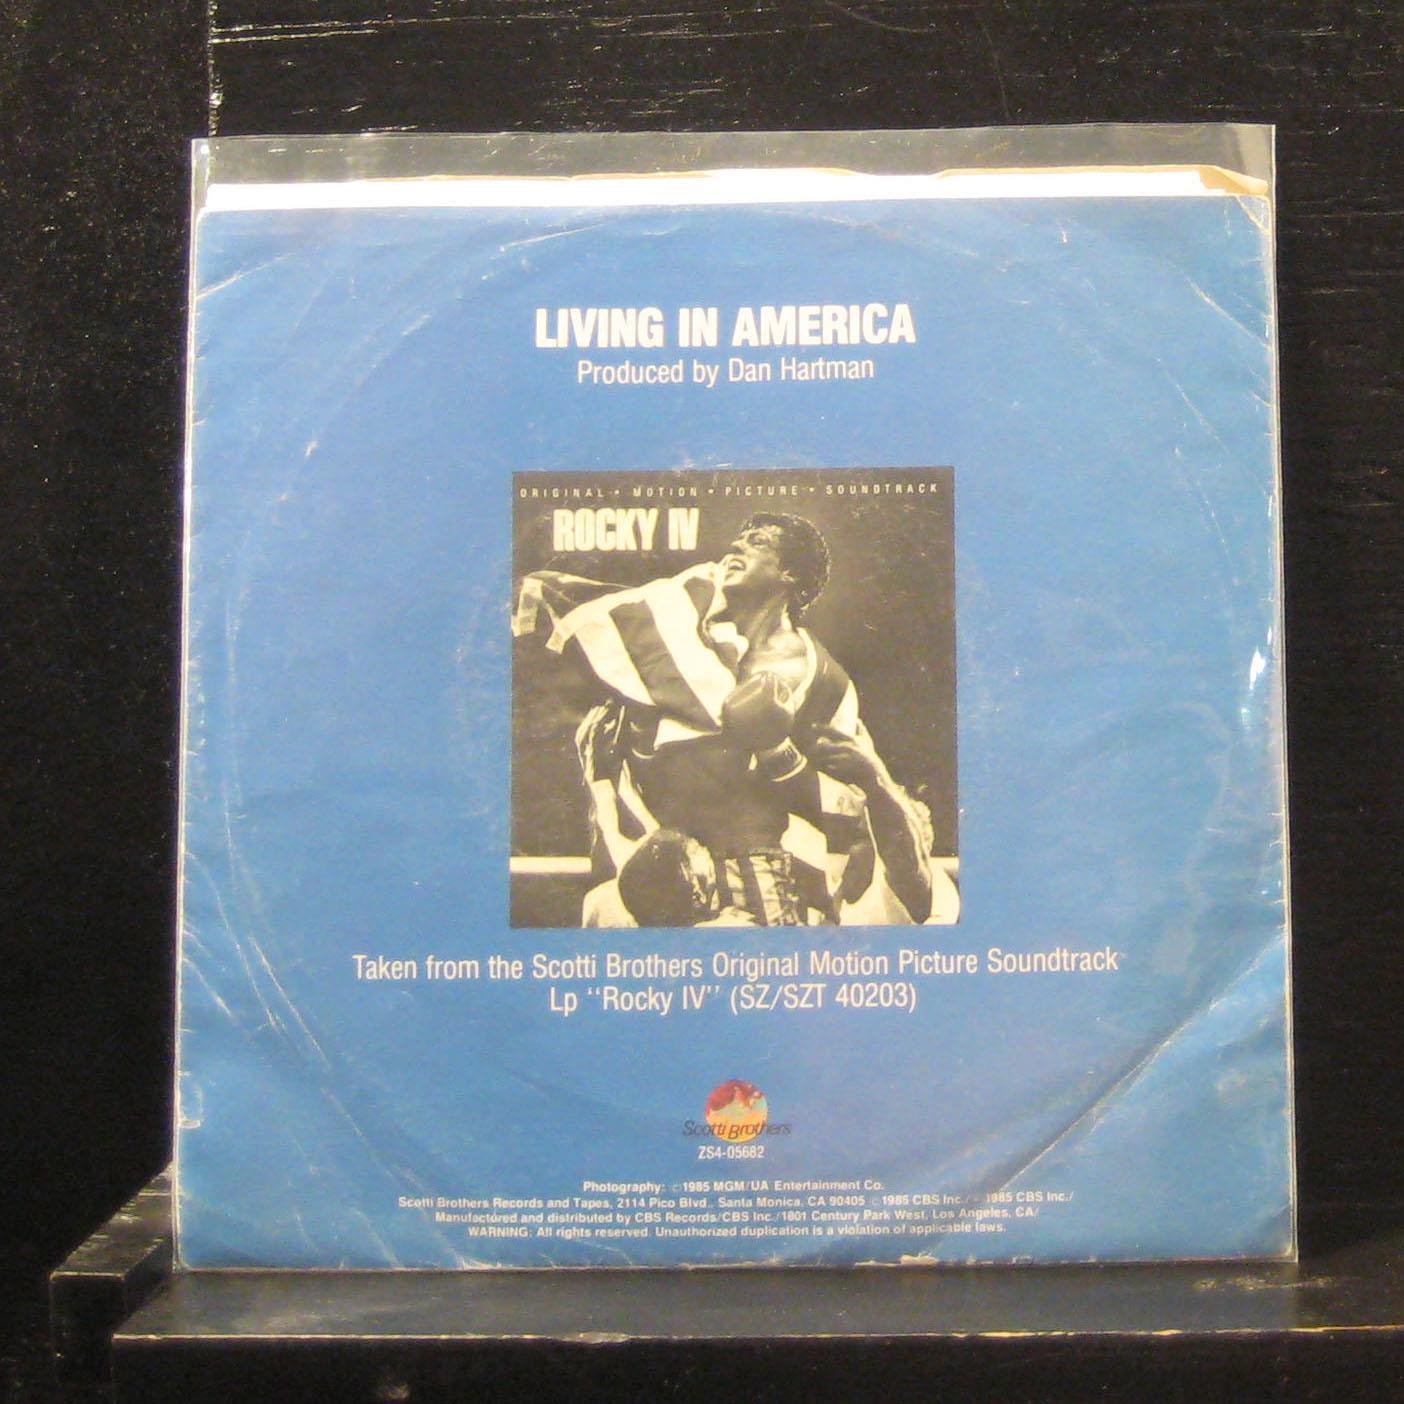 LIVING IN AMERICA
Produced by Dan Hartman
ORIGINAL • MOTION • PICTURE • SOUNDTRACK
ROCKY IV
Taken from the Scotti Brothers Original Motion Picture Soundtrack
Lp "Rocky IV" (SZ/SZT 40203)
Scotti Brothers
ZS4-05682
Photography: ©1985 MGM/UA Entertainment Co.
Scotti Brothers Records and Tapes, 2114 Pico Blvd., Santa Monica, CA 90405 ©1985 CBS Inc./ 1985 CBS Inc./
Manufactured and distributed by CBS Records/CBS Inc./1801 Century Park West, Los Angeles, CA/
WARNING: All rights reserved. Unauthorized duplication is a violation of applicable laws.